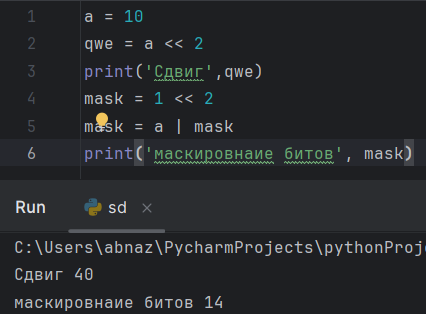 1 a = 10
2 qwe = a << 2
3 print('Сдвиг',qwe)
4 mask = 1 << 2
5 mask = a | mask
6 print('маскировнаие битов', mask)
Run sd ×
C:\Users\abnaz\PycharmProjects\pythonProj
Сдвиг 40
маскировнаие битов 14